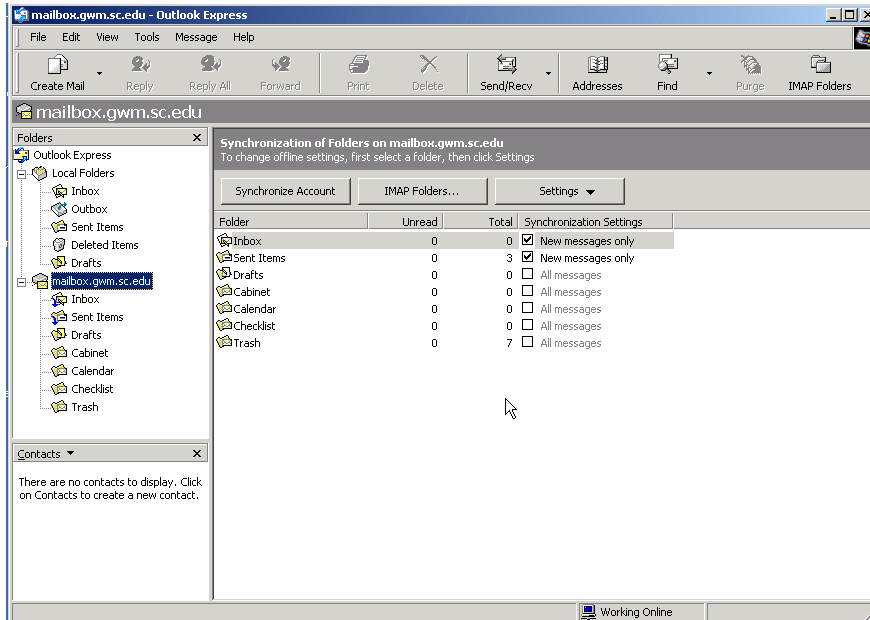 mailbox.gwm.sc.edu - Outlook Express
File Edit View Tools Message Help
Create Mail Reply Reply All Forward Print Delete Send/Recv Addresses Find Purge IMAP Folders
mailbox.gwm.sc.edu
Folders
Outlook Express
Local Folders
Inbox
Outbox
Sent Items
Deleted Items
Drafts
mailbox.gwm.sc.edu
Inbox
Sent Items
Drafts
Cabinet
Calendar
Checklist
Trash
Contacts
There are no contacts to display. Click
on Contacts to create a new contact.
Synchronization of Folders on mailbox.gwm.sc.edu
To change offline settings, first select a folder, then click Settings
Synchronize Account IMAP Folders... Settings
Folder Unread Total Synchronization Settings
Inbox 0 0 New messages only
Sent Items 0 3 New messages only
Drafts 0 0 All messages
Cabinet 0 0 All messages
Calendar 0 0 All messages
Checklist 0 0 All messages
Trash 0 7 All messages
Working Online